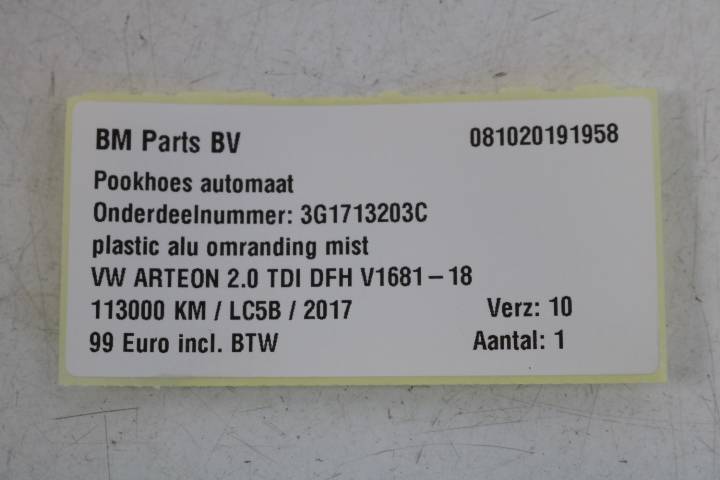 BM Parts BV 081020191958
Pookhoes automaat
Onderdeelnummer: 3G1713203C
plastic alu omranding mist
VW ARTEON 2.0 TDI DFH V1681-18
113000 KM / LC5B / 2017 Verz: 10
99 Euro incl. BTW Aantal: 1